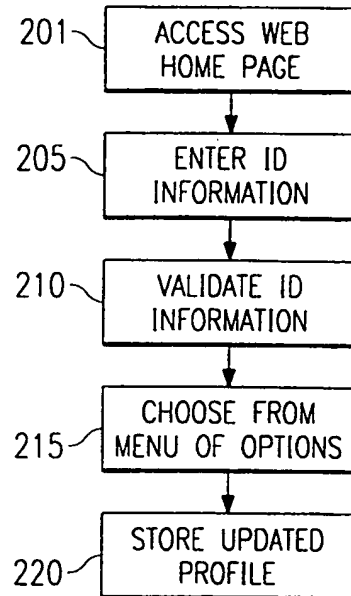 201
ACCESS WEB
HOME PAGE
205
ENTER ID
INFORMATION
210
VALIDATE ID
INFORMATION
215
CHOOSE FROM
MENU OF OPTIONS
220
STORE UPDATED
PROFILE